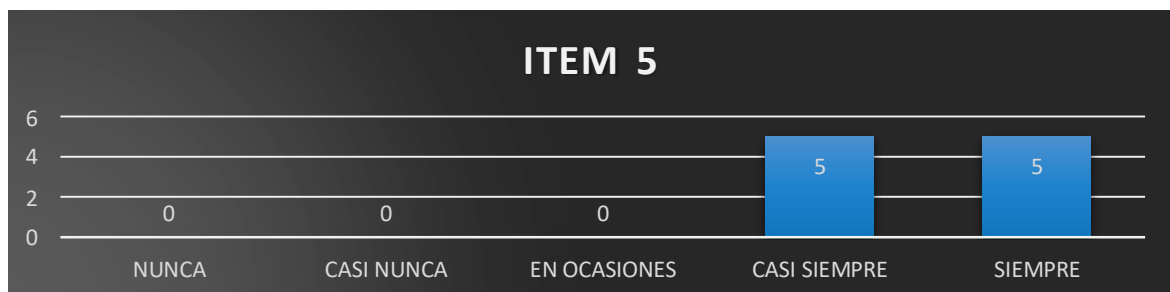 ITEM 5
6
4
2
0
0
0
0
5
5
NUNCA
CASI NUNCA
EN OCASIONES
CASI SIEMPRE
SIEMPRE